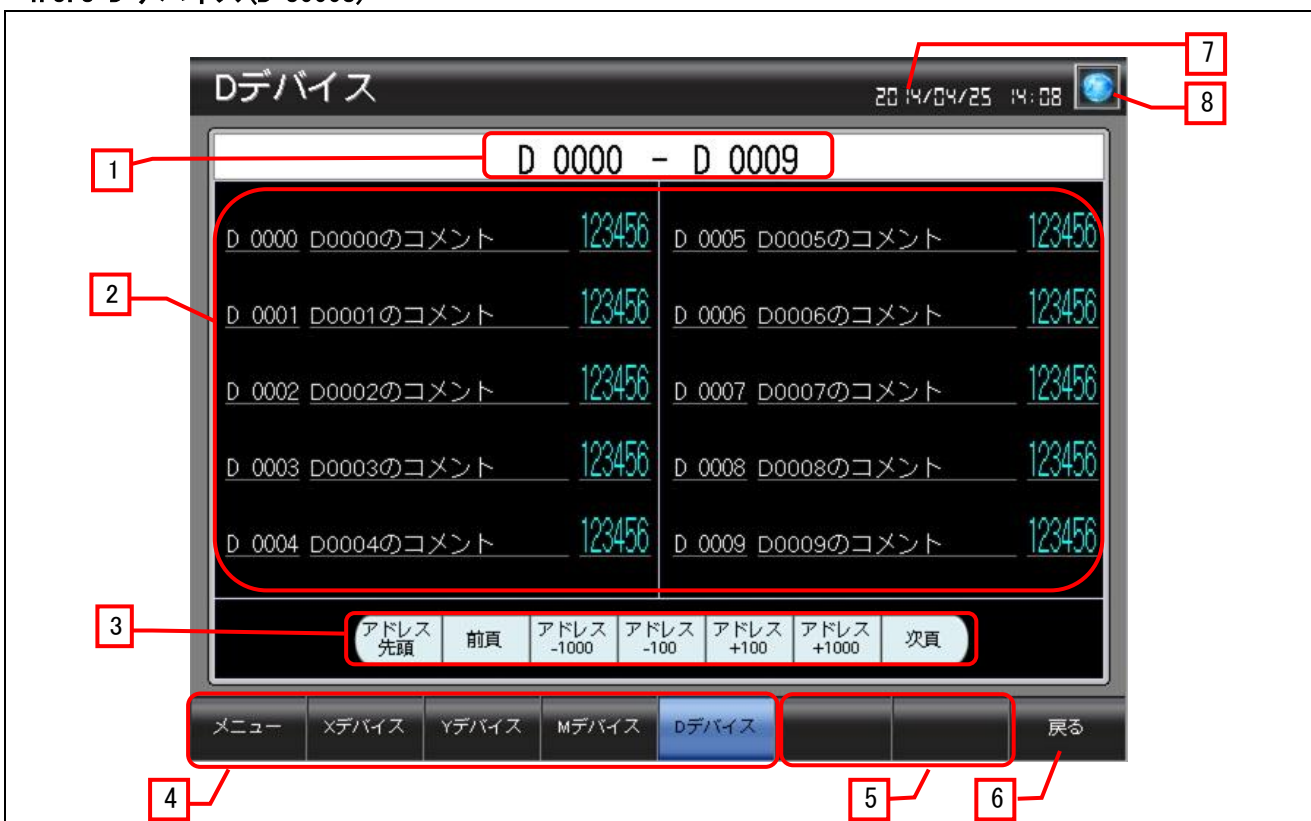 7
Dデバイス
2014/04/25 14:08
8
1
D 0000 - D 0009
D 0000 D0000のコメント 123456 D 0005 D0005のコメント 123456
2
D 0001 D0001のコメント 123456 D 0006 D0006のコメント 123456
D 0002 D0002のコメント 123456 D 0007 D0007のコメント 123456
D 0003 D0003のコメント 123456 D 0008 D0008のコメント 123456
D 0004 D0004のコメント 123456 D 0009 D0009のコメント 123456
3
アドレス
先頭
前頁
アドレス
-1000
アドレス
-100
アドレス
+100
アドレス
+1000
次頁
メニュー Xデバイス Yデバイス Mデバイス Dデバイス 戻る
4
5
6